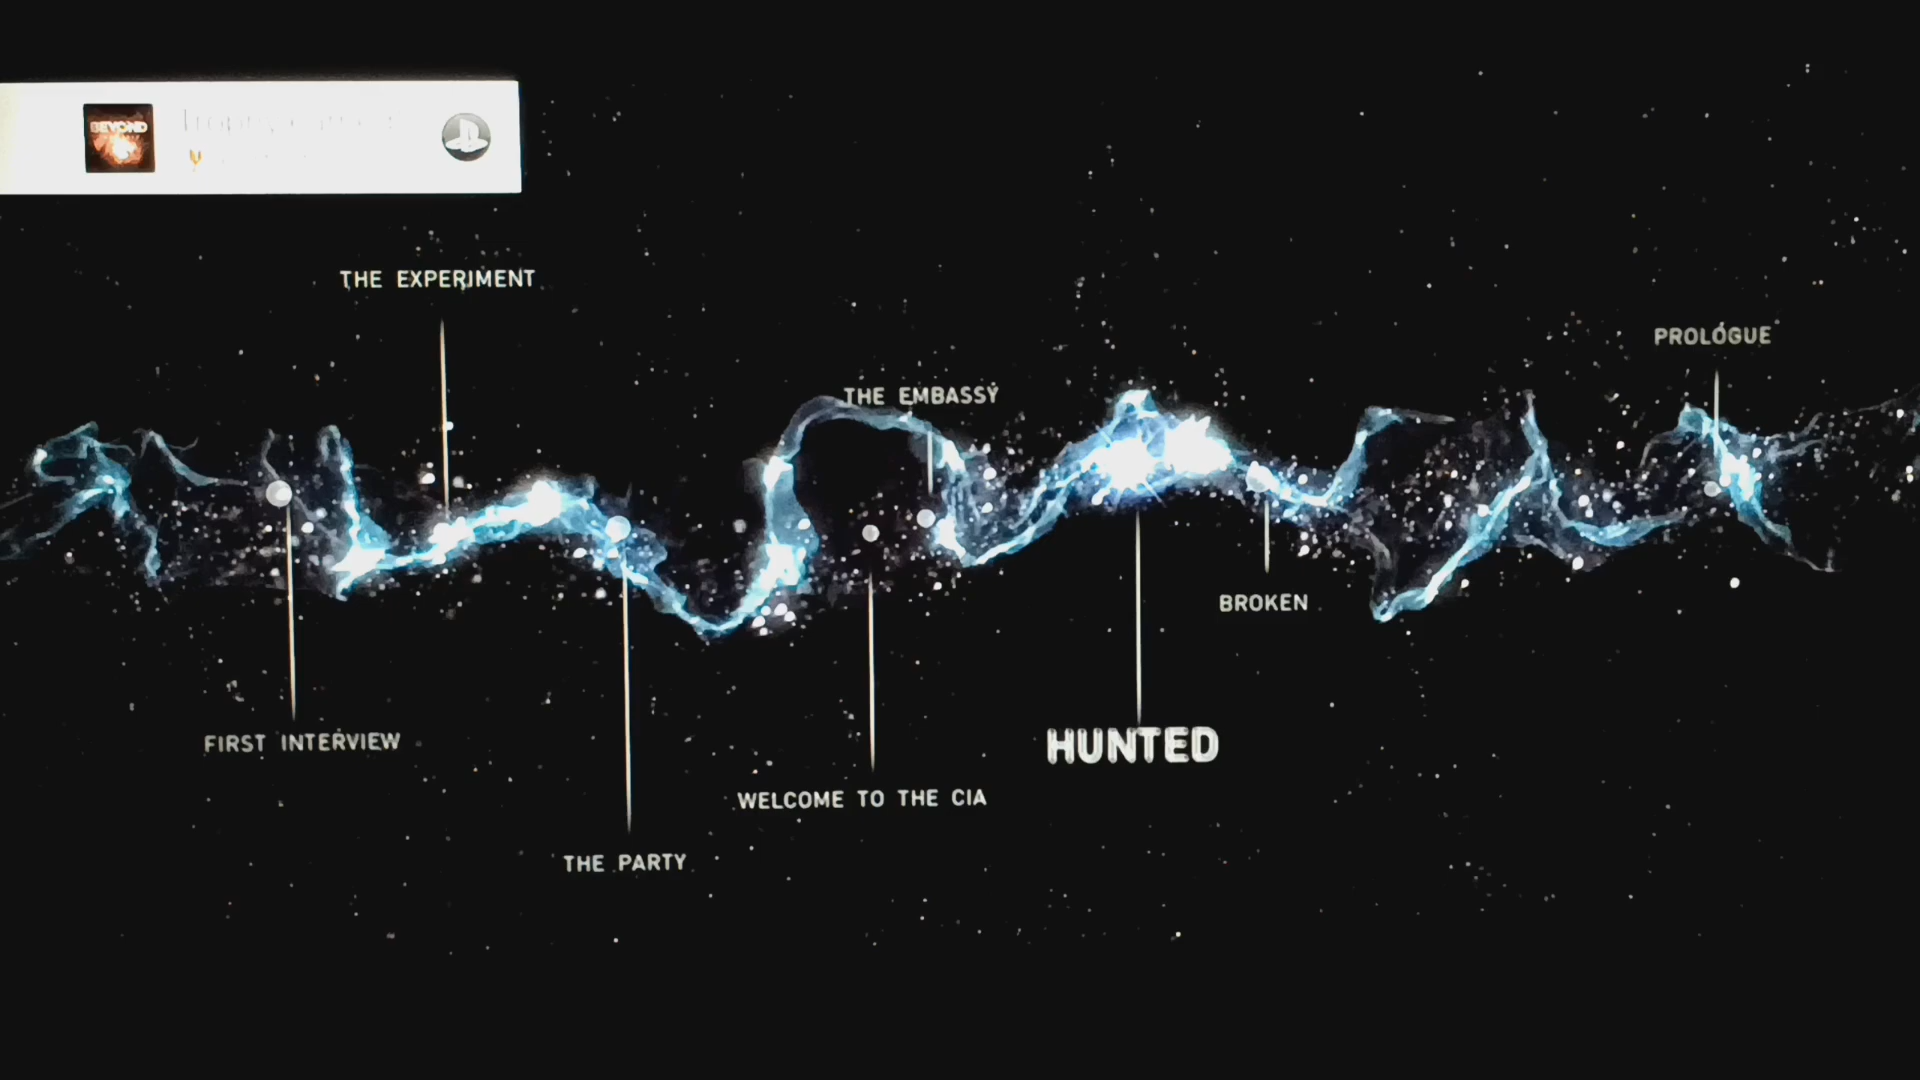 BEYOND
THE EXPERIMENT
PROLOGUE
THE EMBASSY
BROKEN
FIRST INTERVIEW
HUNTED
WELCOME TO THE CIA
THE PARTY